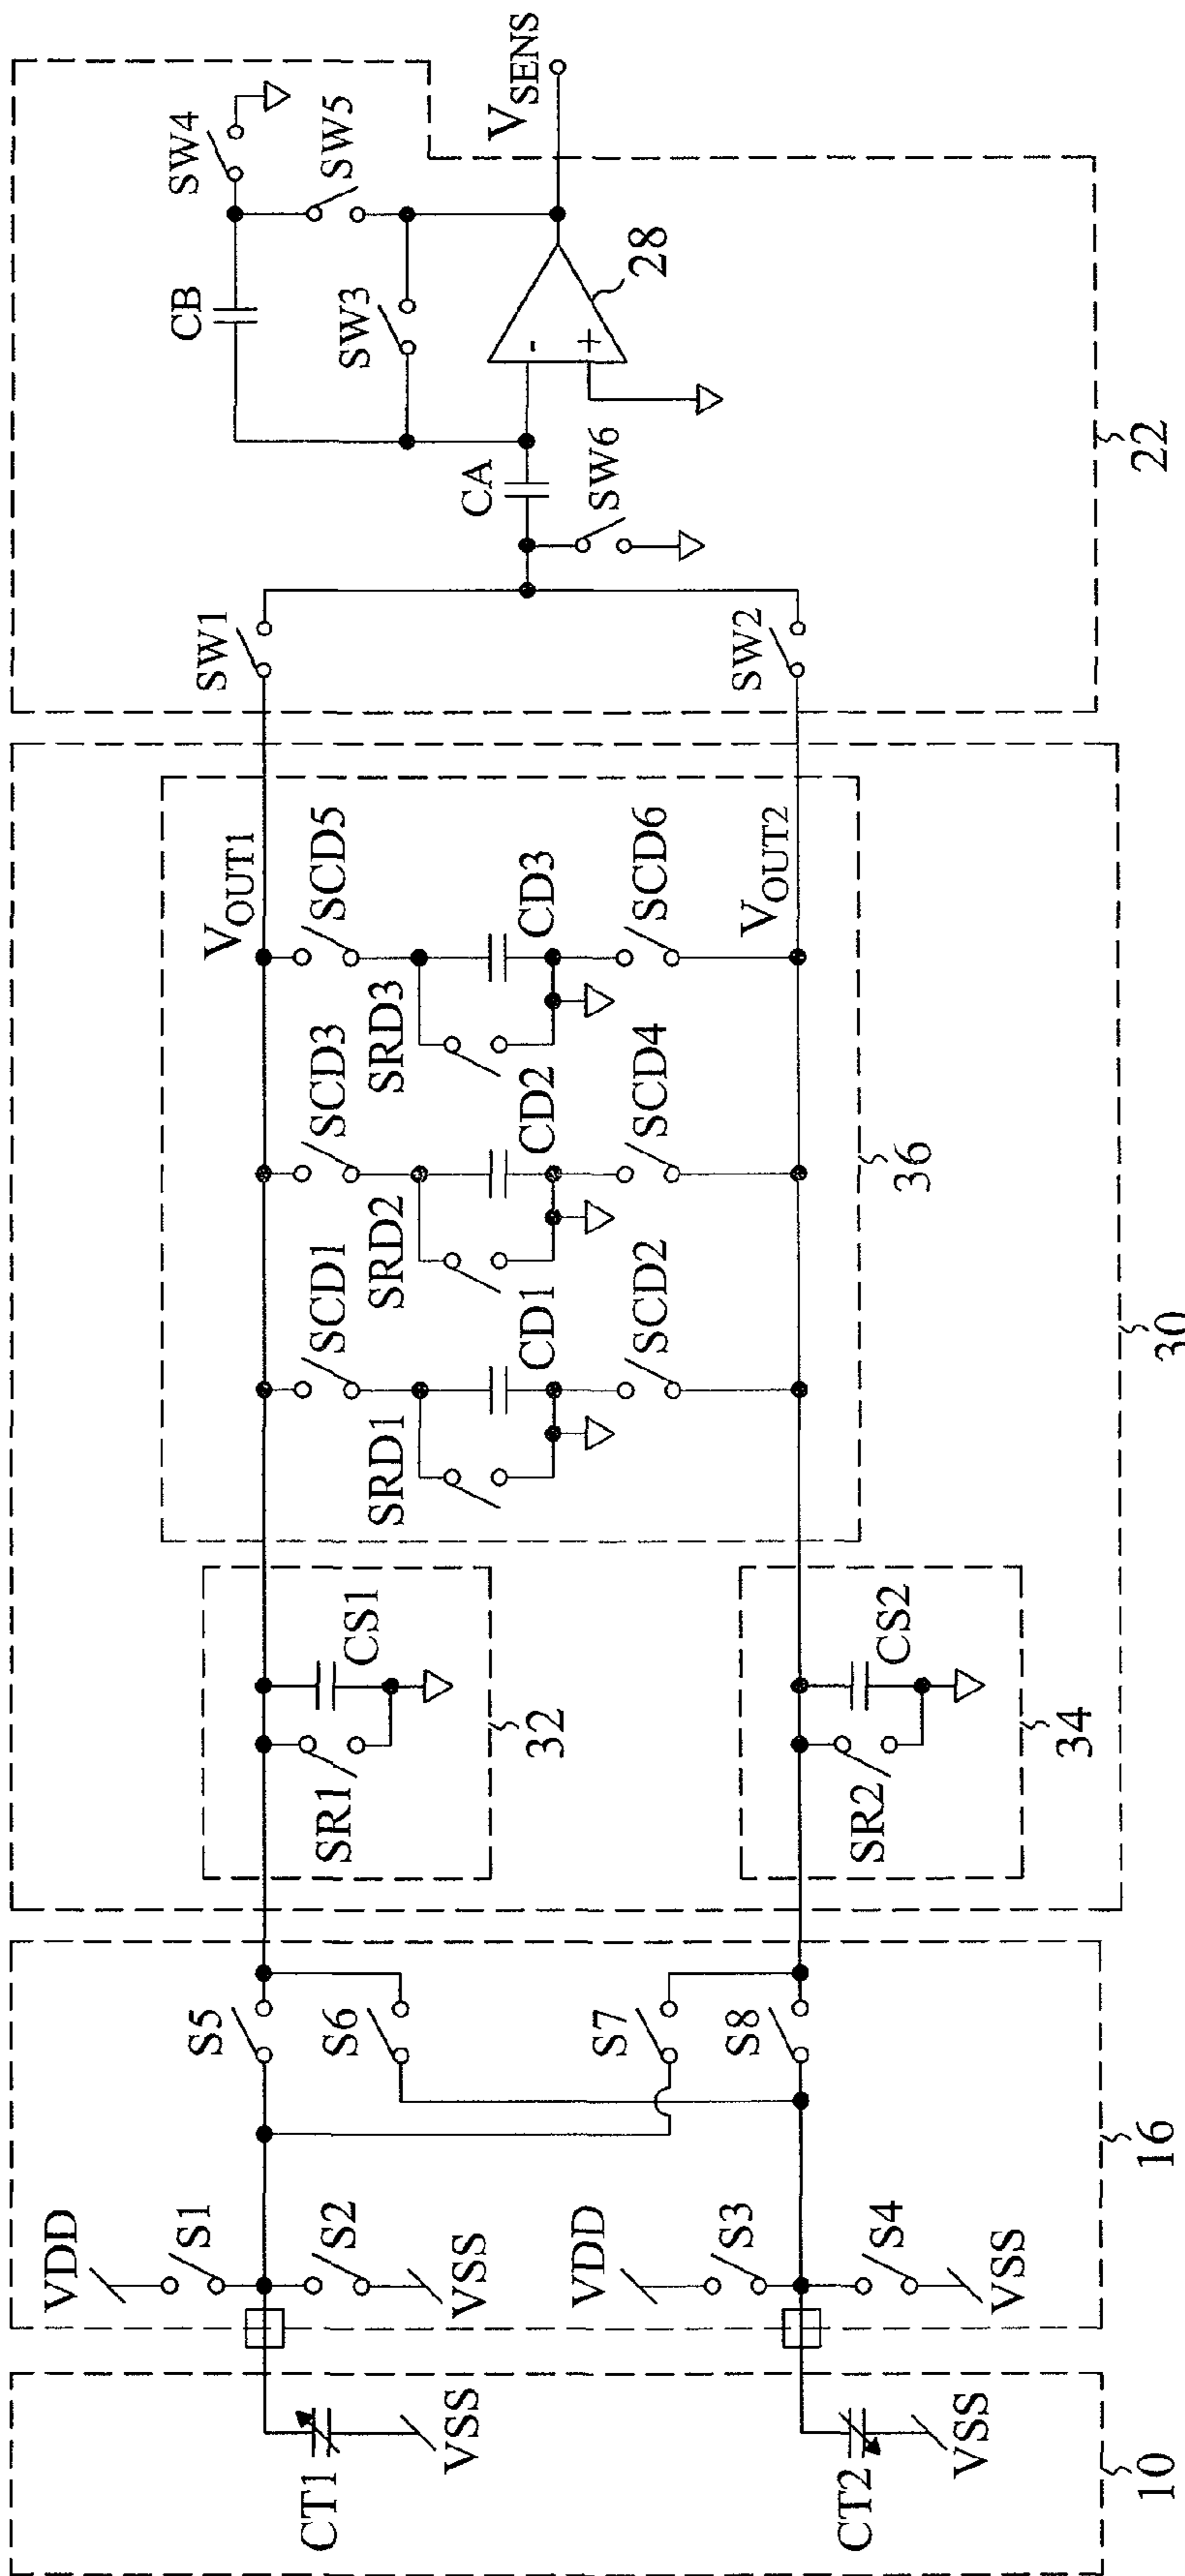 CT1
VSS
CT2
VSS
10
VDD
S1
S2
VSS
VDD
S3
S4
VSS
S5
S6
S7
S8
16
SR1
CS1
32
SR2
CS2
34
SRD1
SCD1
CD1
SCD2
SRD2
SCD3
CD2
SCD4
SRD3
SCD5
CD3
SCD6
VOUT1
VOUT2
36
30
SW1
SW2
CA
SW6
CB
SW3
SW4
SW5
-
+
28
VSENS
22